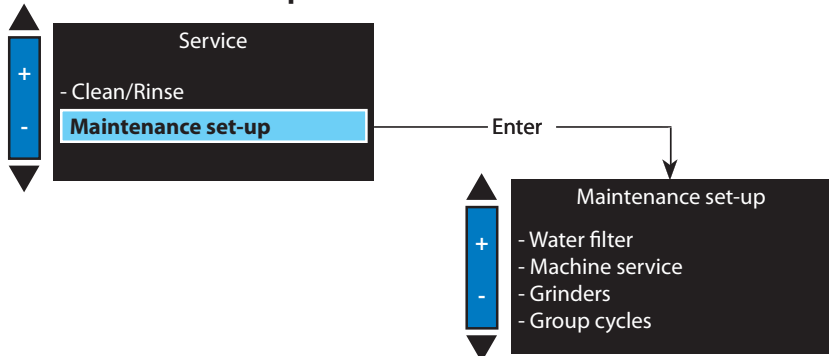 Service
+
- Clean/Rinse
-
Maintenance set-up
Enter
Maintenance set-up
+
- Water filter
- Machine service
-
- Grinders
- Group cycles